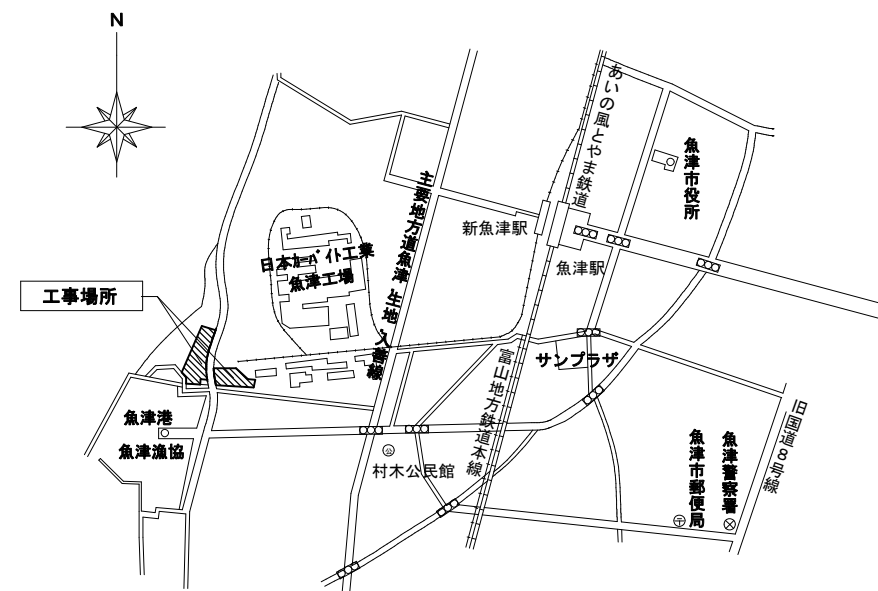 N
あいの風とやま鉄道
魚津市役所
主要地方道魚津・生地・入善線
新魚津駅
魚津駅
日本ｶｰﾊﾞｲﾄﾞ工業
魚津工場
工事場所
サンプラザ
富山地方鉄道本線
旧国道8号線
魚津港
魚津漁協
公
村木公民館
魚津市郵便局
魚津警察署
〒